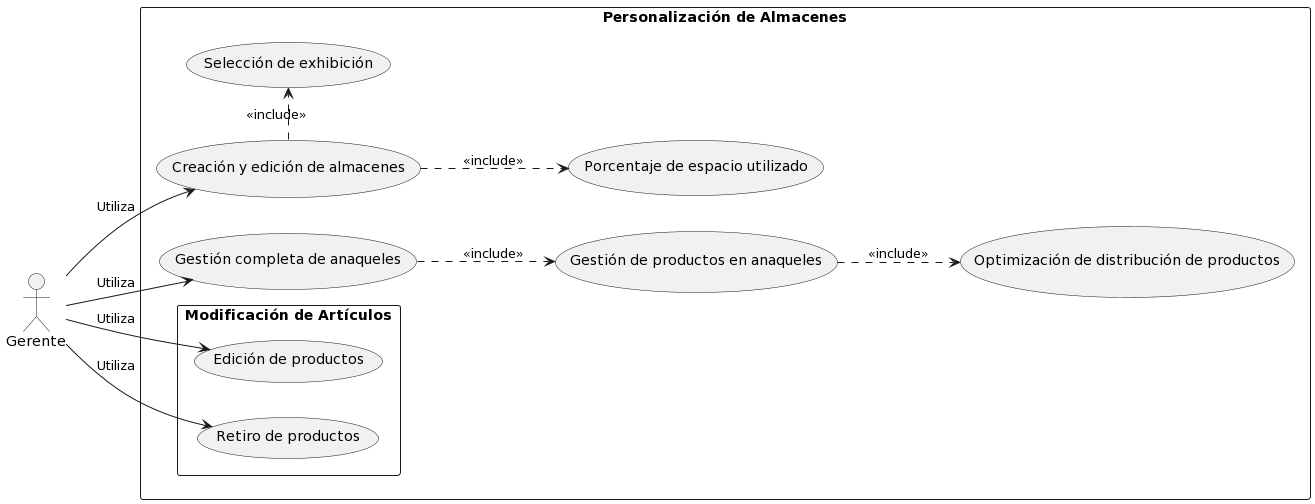 Personalización de Almacenes
Selección de exhibición
«include»
Creación y edición de almacenes
«include»
Porcentaje de espacio utilizado
Utiliza
Gestión completa de anaqueles
«include»
Gestión de productos en anaqueles
«include»
Optimización de distribución de productos
Utiliza
Modificación de Artículos
Utiliza
Gerente
Edición de productos
Utiliza
Retiro de productos